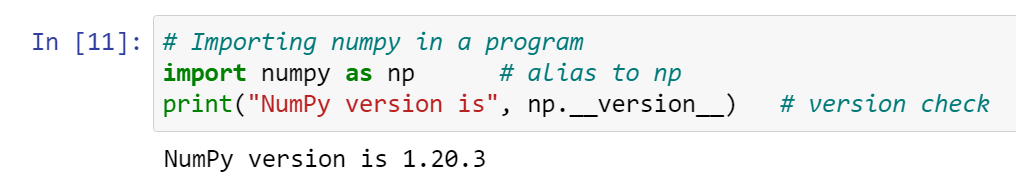 In [11]: # Importing numpy in a program
import numpy as np      # alias to np
print("NumPy version is", np.__version__)   # version check
NumPy version is 1.20.3